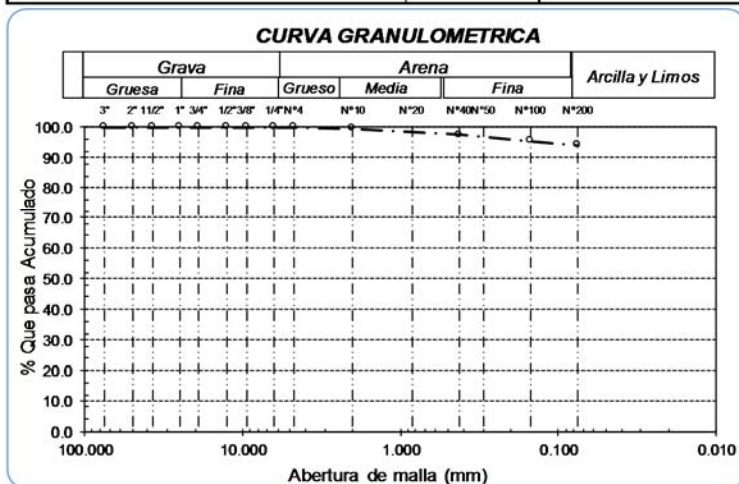 CURVA GRANULOMETRICA
Grava Arena Arcilla y Limos
Gruesa Fina Grueso Media Fina
3" 2" 11/2" 1" 3/4" 1/2" 3/8" 1/4" N°4 N°10 N°20 N°40 N°50 N°100 N°200
100.0
90.0
80.0
70.0
60.0
50.0
40.0
30.0
20.0
10.0
0.0
% Que pasa Acumulado
100.000 10.000 1.000 0.100 0.010
Abertura de malla (mm)